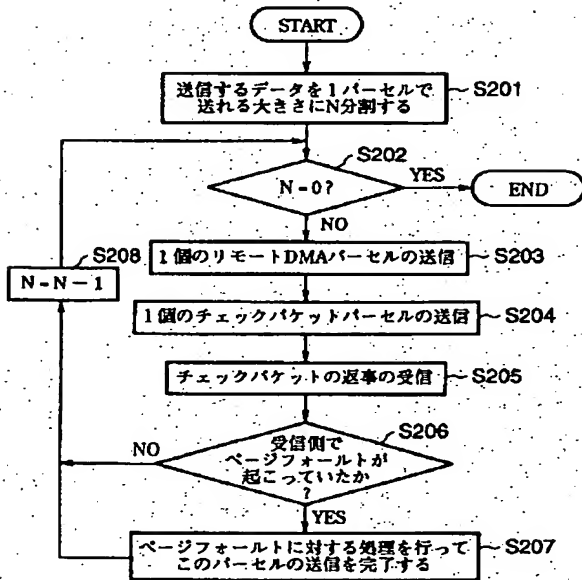 START
送信するデータを1パーセルで
送れる大きさにN分割する
S201
S202
N=0?
YES
END
NO
S208
N=N-1
1個のリモートDMAパーセルの送信
S203
1個のチェックパケットパーセルの送信
S204
チェックパケットの返事の受信
S205
S206
受信側で
ページフォールトが
起こっていたか
?
NO
YES
ページフォールトに対する処理を行って
このパーセルの送信を完了する
S207